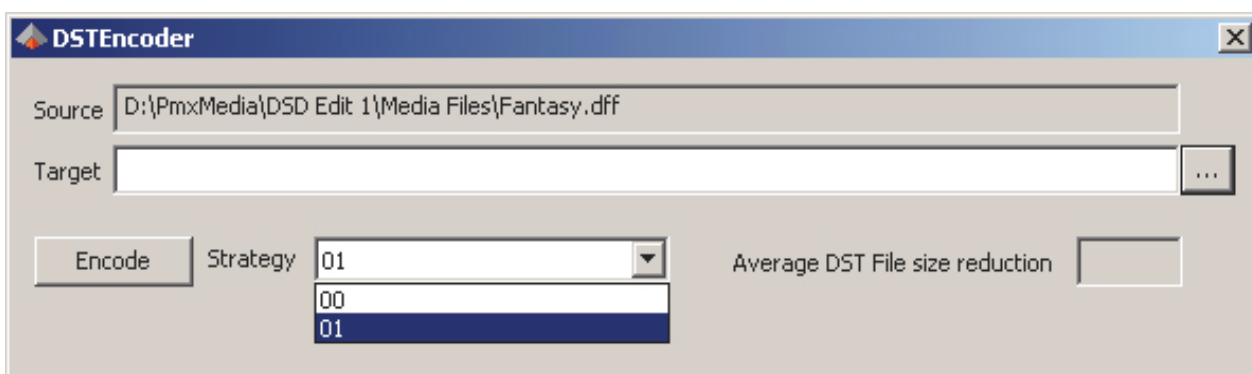 DSTEncoder
Source D:\PmxMedia\DSD Edit 1\Media Files\Fantasy.dff
Target ...
Encode Strategy 01 Average DST File size reduction
00
01